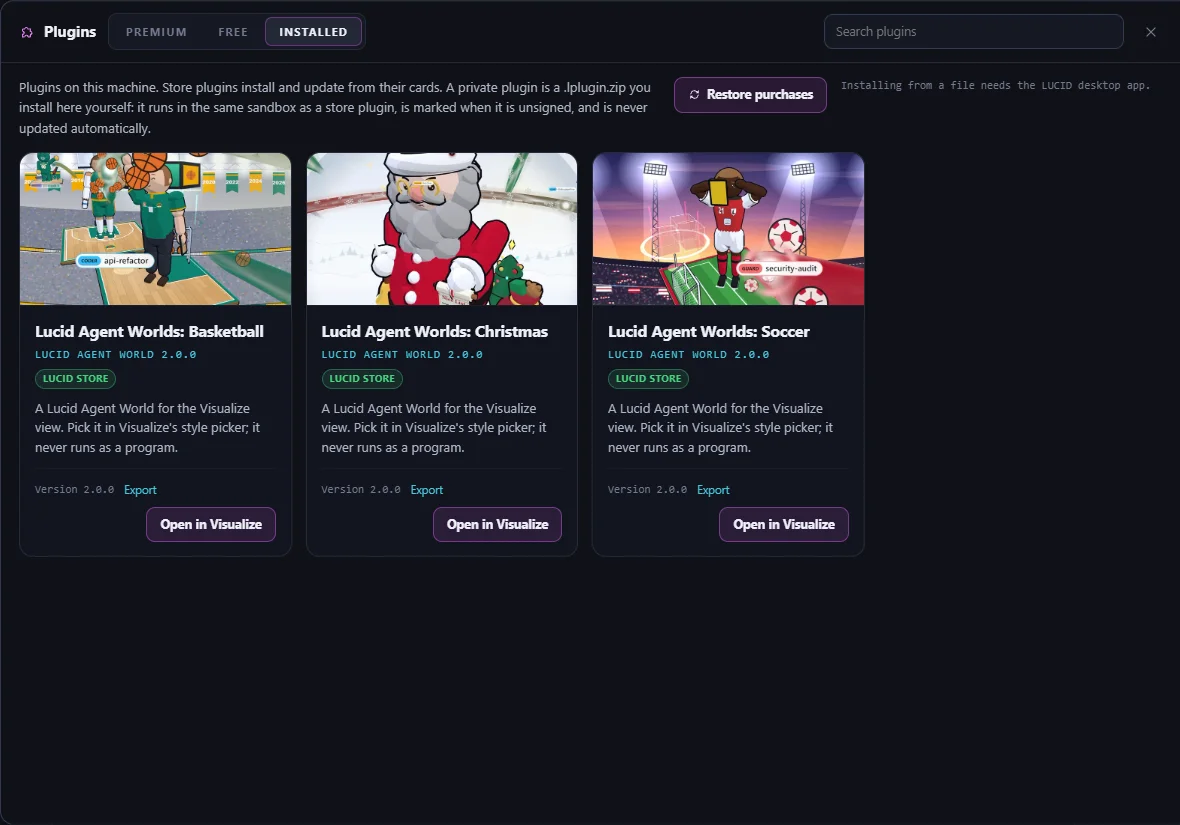 Plugins
PREMIUM
FREE
INSTALLED
Search plugins
Plugins on this machine. Store plugins install and update from their cards. A private plugin is a .lplugin.zip you
install here yourself: it runs in the same sandbox as a store plugin, is marked when it is unsigned, and is never
updated automatically.
Restore purchases
Installing from a file needs the LUCID desktop app.
2022
2024
CODER api-refactor
GUARD security-audit
Lucid Agent Worlds: Basketball
LUCID AGENT WORLD 2.0.0
LUCID STORE
A Lucid Agent World for the Visualize
view. Pick it in Visualize's style picker; it
never runs as a program.
Version 2.0.0 Export
Open in Visualize
Lucid Agent Worlds: Christmas
LUCID AGENT WORLD 2.0.0
LUCID STORE
A Lucid Agent World for the Visualize
view. Pick it in Visualize's style picker; it
never runs as a program.
Version 2.0.0 Export
Open in Visualize
Lucid Agent Worlds: Soccer
LUCID AGENT WORLD 2.0.0
LUCID STORE
A Lucid Agent World for the Visualize
view. Pick it in Visualize's style picker; it
never runs as a program.
Version 2.0.0 Export
Open in Visualize